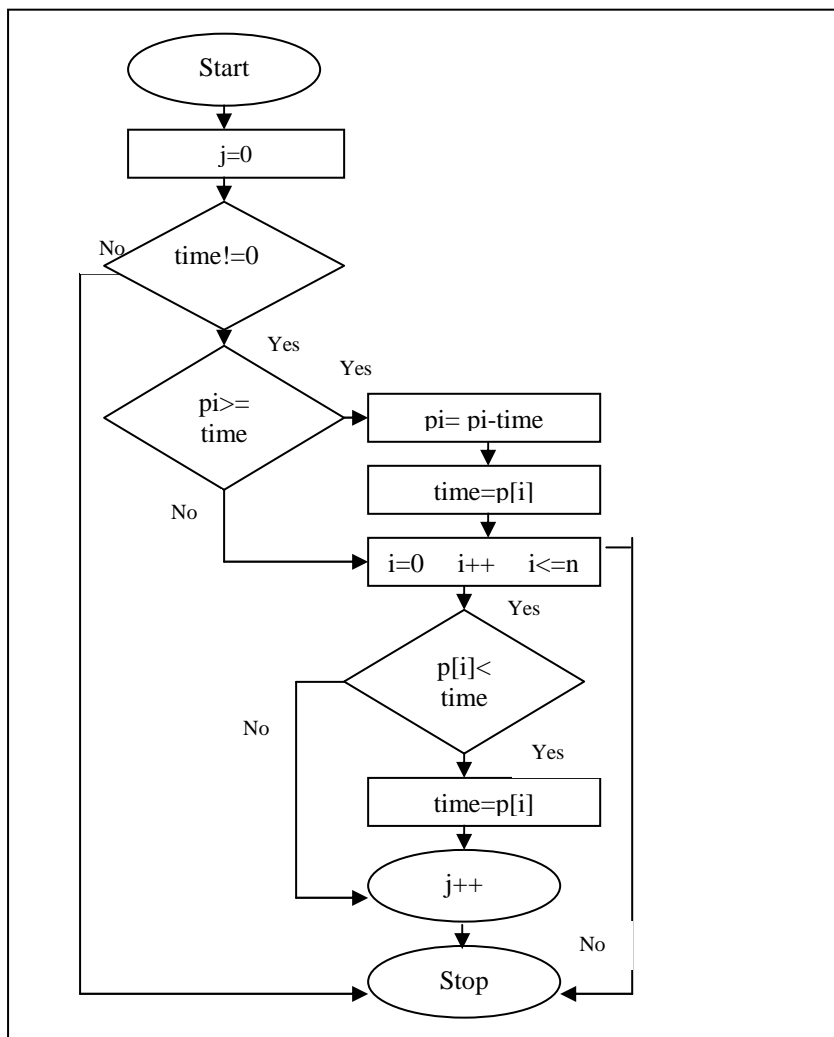 Start
j=0
No
time!=0
Yes
Yes
pi>=
time
pi= pi-time
time=p[i]
No
i=0 i++ i<=n
Yes
p[i]<
time
No
Yes
time=p[i]
j++
No
Stop